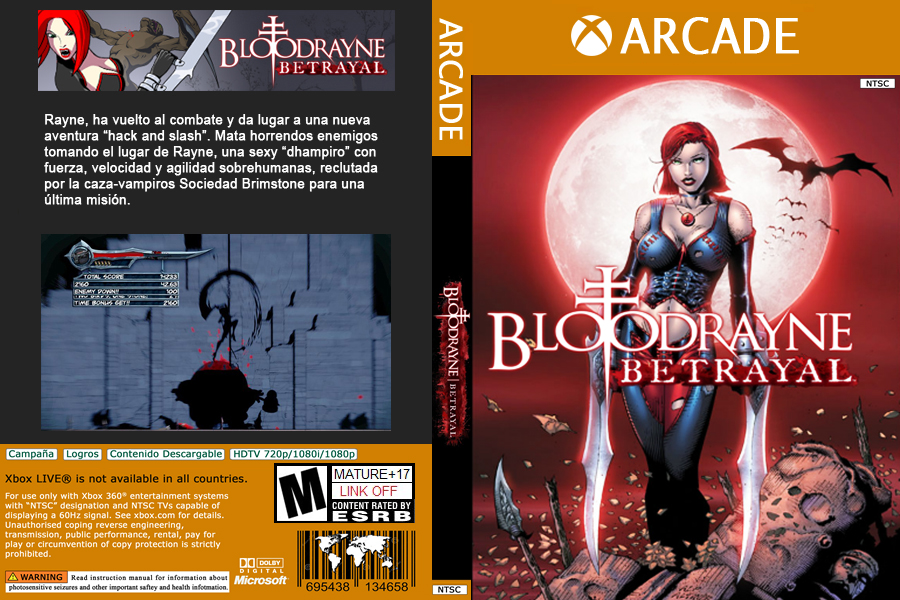 BLOODRAYNE
BETRAYAL
Rayne, ha vuelto al combate y da lugar a una nueva
aventura “hack and slash”. Mata horrendos enemigos
tomando el lugar de Rayne, una sexy “dhampiro” con
fuerza, velocidad y agilidad sobrehumanas, reclutada
por la caza-vampiros Sociedad Brimstone para una
última misión.
TOTAL SCORE
ENEMY DOWN!! 100
TIME BONUS GET!! 2160
Campaña Logros Contenido Descargable HDTV 720p/1080i/1080p
Xbox LIVE® is not available in all countries.
For use only with Xbox 360® entertainment systems
with “NTSC” designation and NTSC TVs capable of
displaying a 60Hz signal. See xbox.com for details.
Unauthorised coping reverse engineering,
transmission, public performance, rental, pay for
play or circumvention of copy protection is strictly
prohibited.
WARNING Read instruction manual for information about
photosensitive seizures and other important saftey and health infotmation.
M
MATURE+17
LINK OFF
CONTENT RATED BY
ESRB
DOLBY
DIGITAL
Microsoft
695438 134658
ARCADE
BLOODRAYNE BETRAYAL
NTSC
ARCADE
NTSC
BLOODRAYNE
BETRAYAL